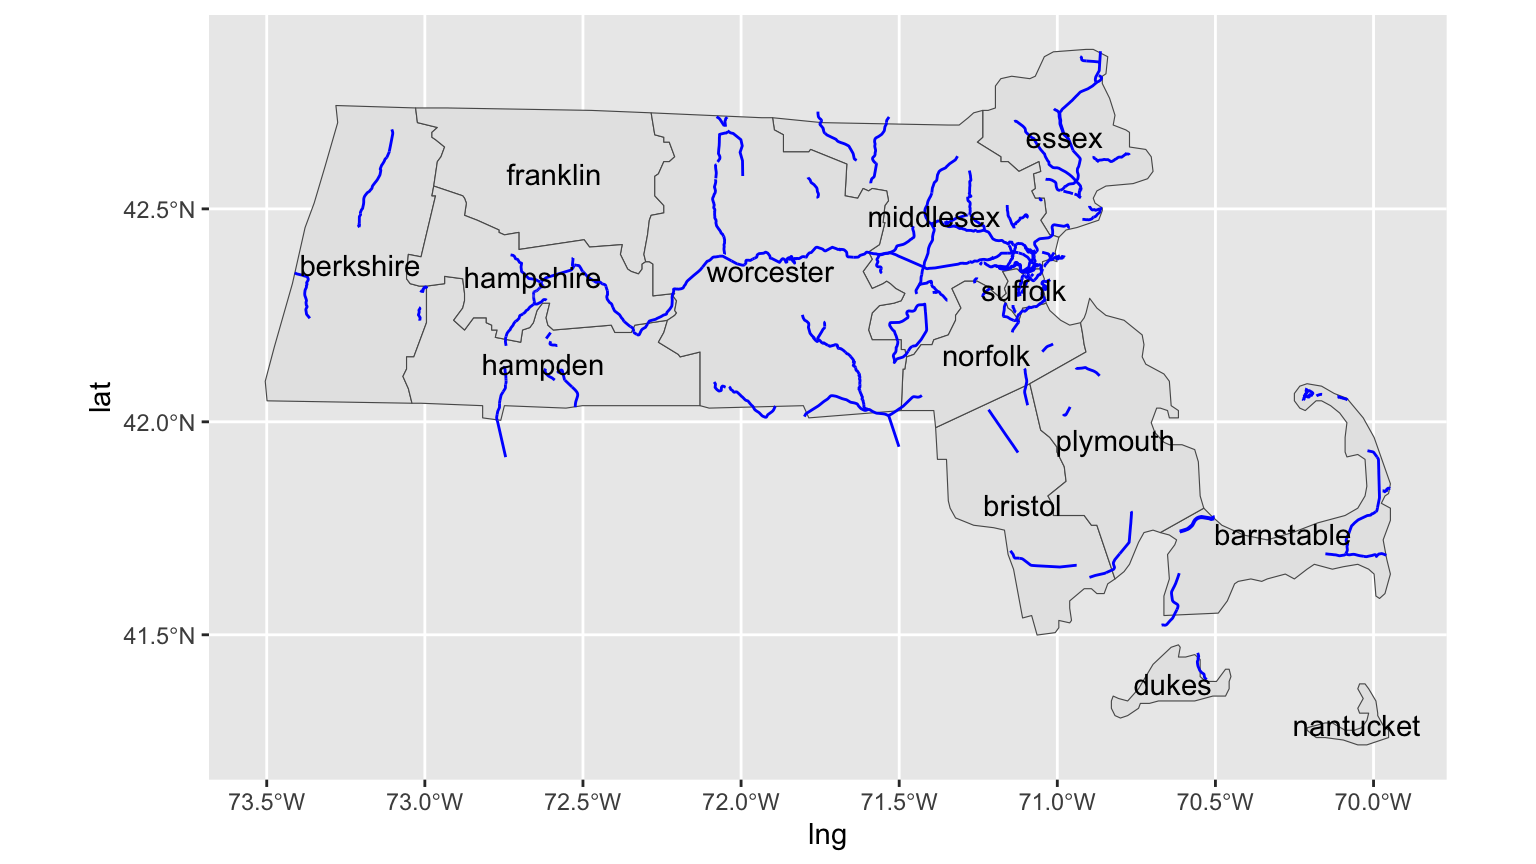 essex
franklin
middlesex
berkshire
hampshire
worcester
suffolk
norfolk
hampden
plymouth
bristol
barnstable
dukes
nantucket
42.5°N
42.0°N
41.5°N
lat
73.5°W 73.0°W 72.5°W 72.0°W 71.5°W 71.0°W 70.5°W 70.0°W
lng